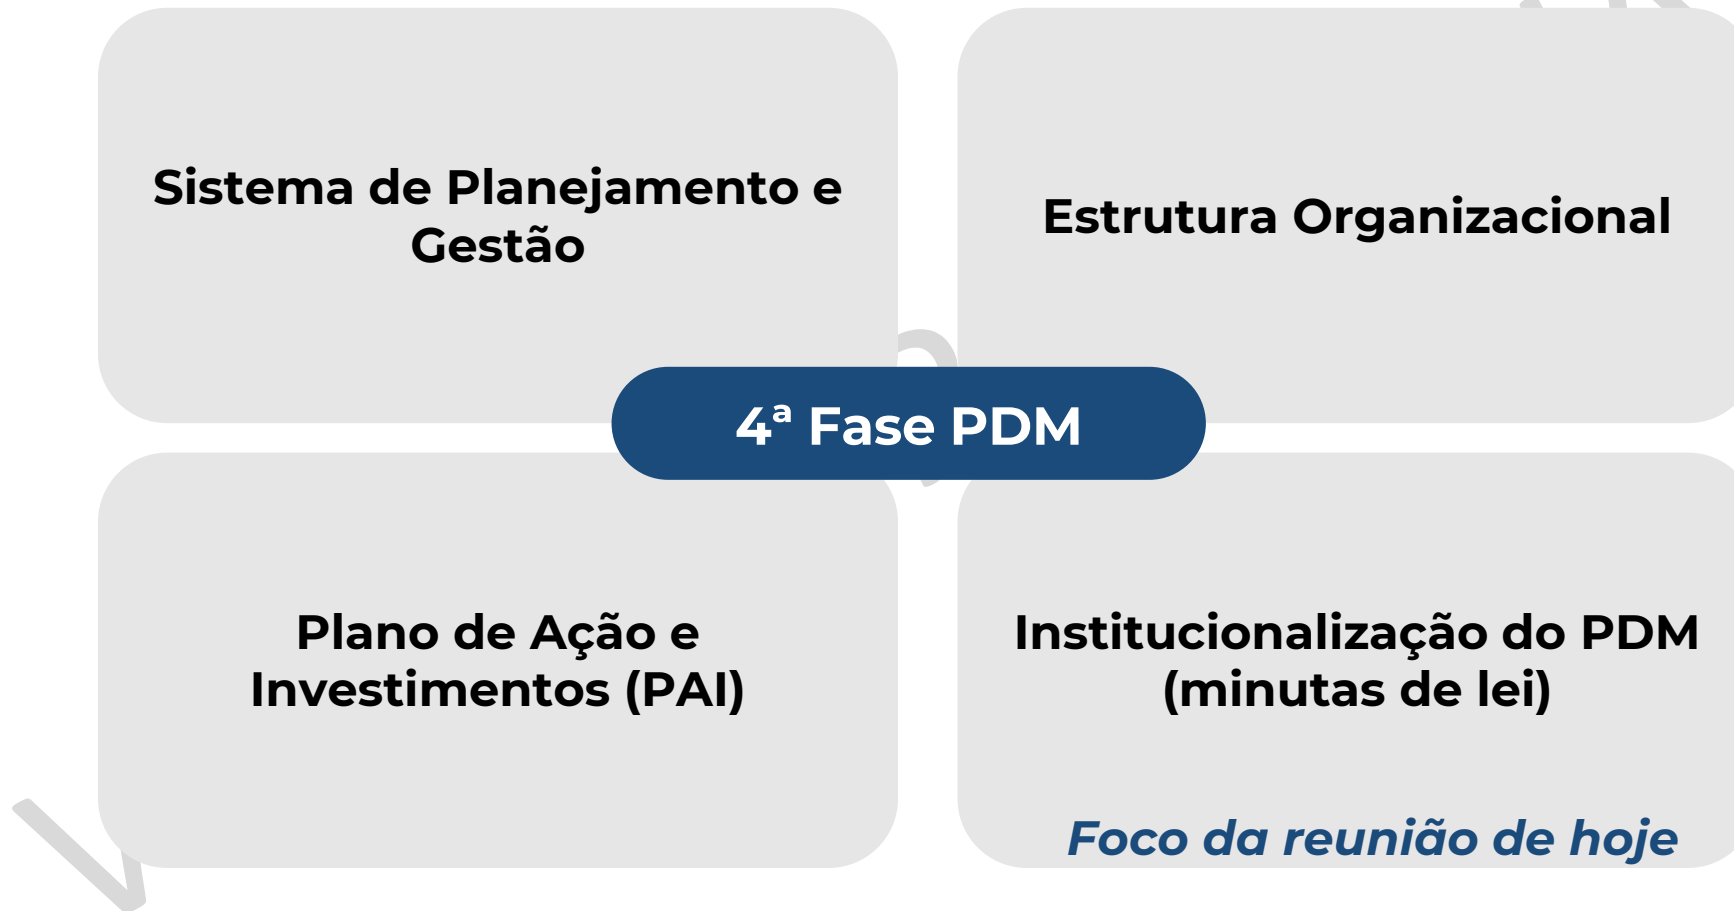 Sistema de Planejamento e
Gestão
Estrutura Organizacional
4ª Fase PDM
Plano de Ação e
Investimentos (PAI)
Institucionalização do PDM
(minutas de lei)
Foco da reunião de hoje